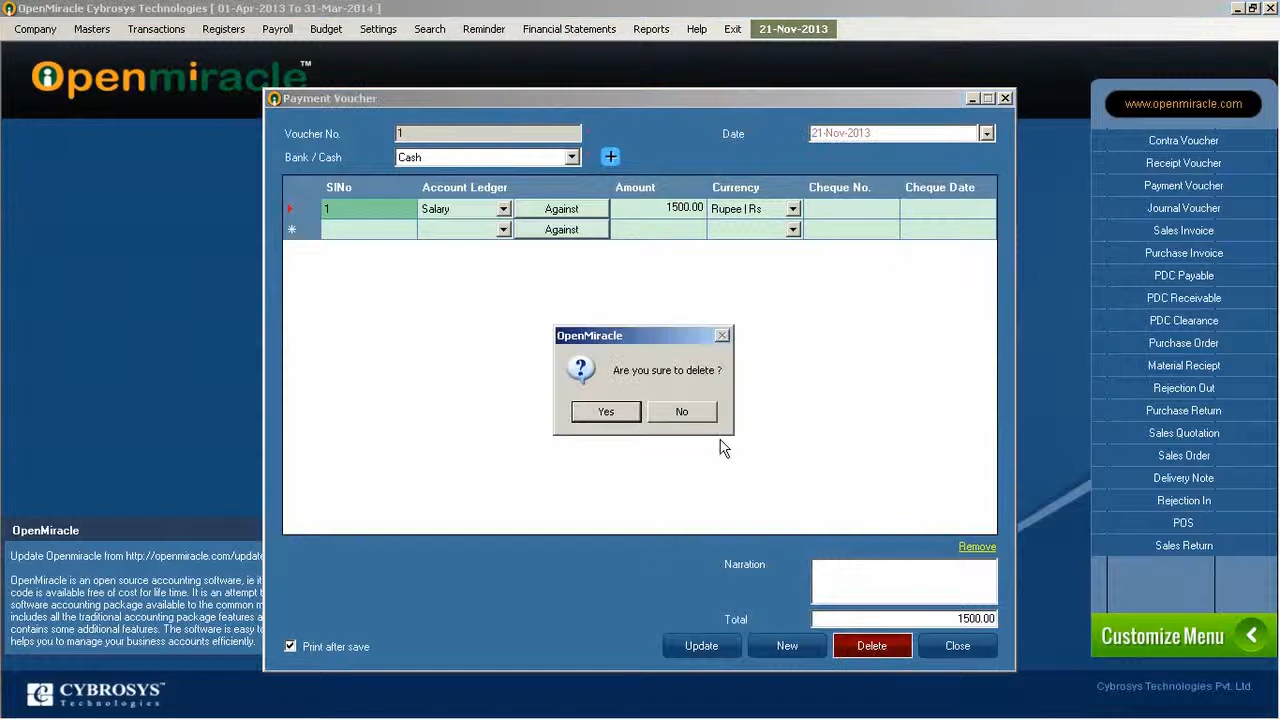 OpenMiracle Cybrosys Technologies [ 01-Apr-2013 To 31-Mar-2014 ]
Company Masters Transactions Registers Payroll Budget Settings Search Reminder Financial Statements Reports Help Exit 21-Nov-2013
Openmiracle™
www.openmiracle.com
Payment Voucher
Voucher No. 1 Date 21-Nov-2013
Bank / Cash Cash
SlNo Account Ledger Amount Currency Cheque No. Cheque Date
1 Salary Against 1500.00 Rupee | Rs
Against
OpenMiracle
Are you sure to delete ?
Yes No
Remove
Narration
Total 1500.00
Print after save Update New Delete Close
Contra Voucher
Receipt Voucher
Payment Voucher
Journal Voucher
Sales Invoice
Purchase Invoice
PDC Payable
PDC Receivable
PDC Clearance
Purchase Order
Material Reciept
Rejection Out
Purchase Return
Sales Quotation
Sales Order
Delivery Note
Rejection In
POS
Sales Return
Customize Menu
OpenMiracle
Update Openmiracle from http://openmiracle.com/update
OpenMiracle is an open source accounting software, ie it
code is available free of cost for life time. It is an attempt
software accounting package available to the common m
includes all the traditional accounting package features a
contains some additional features. The software is easy to
helps you to manage your business accounts efficiently.
CYBROSYS™
Technologies
Cybrosys Technologies Pvt. Ltd.